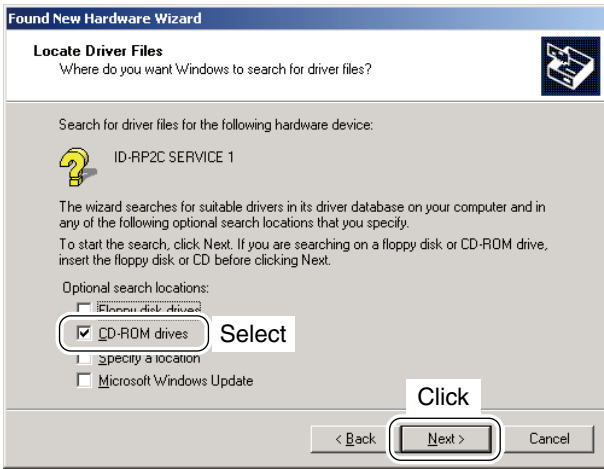 Found New Hardware Wizard
Locate Driver Files
Where do you want Windows to search for driver files?
Search for driver files for the following hardware device:
ID-RP2C SERVICE 1
The wizard searches for suitable drivers in its driver database on your computer and in
any of the following optional search locations that you specify.
To start the search, click Next. If you are searching on a floppy disk or CD-ROM drive,
insert the floppy disk or CD before clicking Next.
Optional search locations:
Floppy disk drives
CD-ROM drives Select
Specify a location
Microsoft Windows Update
Click
< Back Next > Cancel